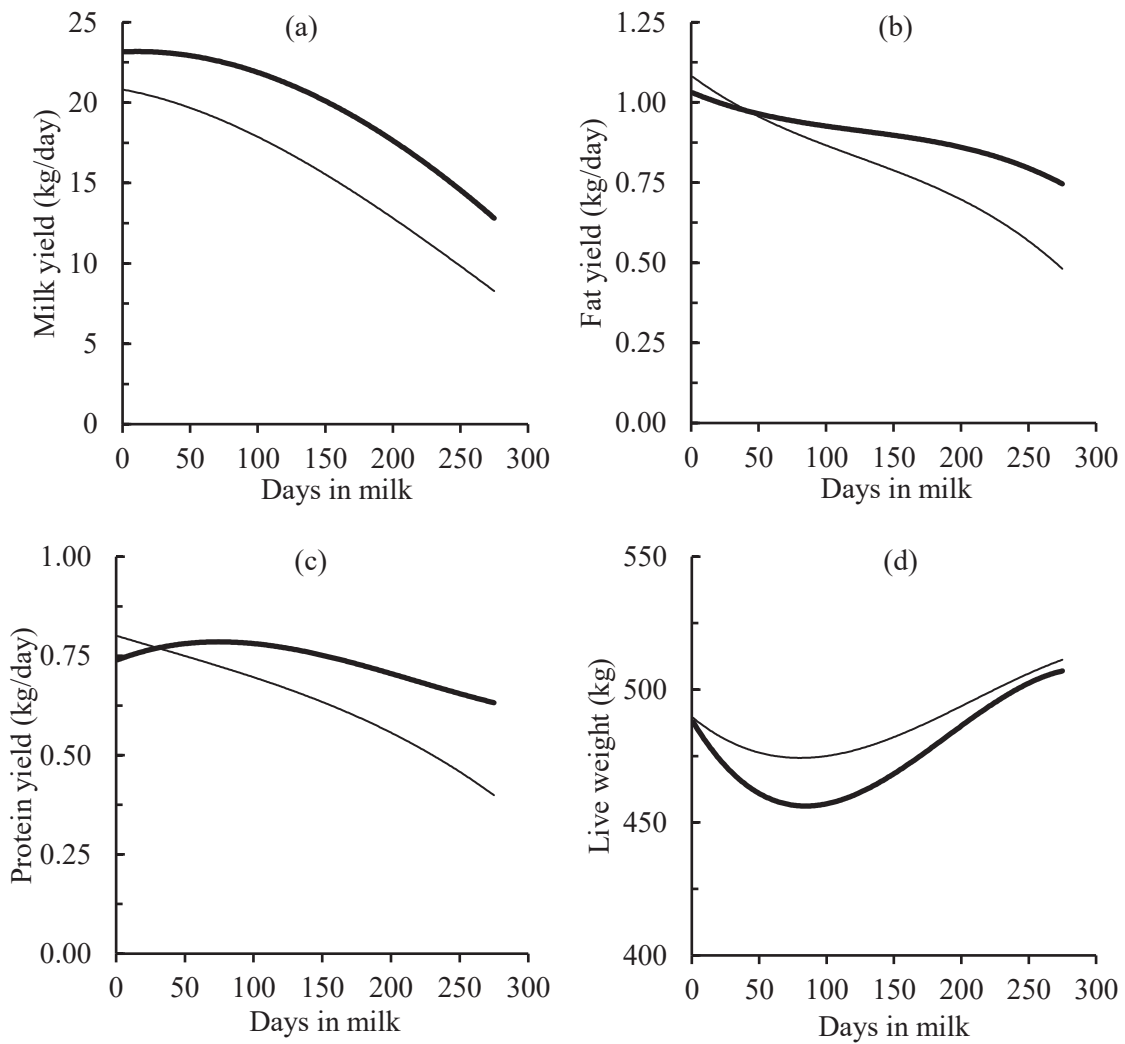 (a)
Milk yield (kg/day)
25
20
15
10
5
0
0 50 100 150 200 250 300
Days in milk
(b)
Fat yield (kg/day)
1.25
1.00
0.75
0.50
0.25
0.00
0 50 100 150 200 250 300
Days in milk
(c)
Protein yield (kg/day)
1.00
0.75
0.50
0.25
0.00
0 50 100 150 200 250 300
Days in milk
(d)
Live weight (kg)
550
500
450
400
0 50 100 150 200 250 300
Days in milk